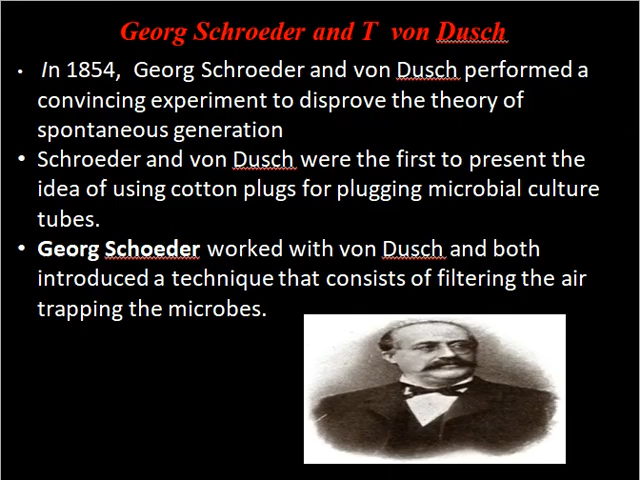 Georg Schroeder and T von Dusch
• In 1854, Georg Schroeder and von Dusch performed a
convincing experiment to disprove the theory of
spontaneous generation
• Schroeder and von Dusch were the first to present the
idea of using cotton plugs for plugging microbial culture
tubes.
• Georg Schoeder worked with von Dusch and both
introduced a technique that consists of filtering the air
trapping the microbes.